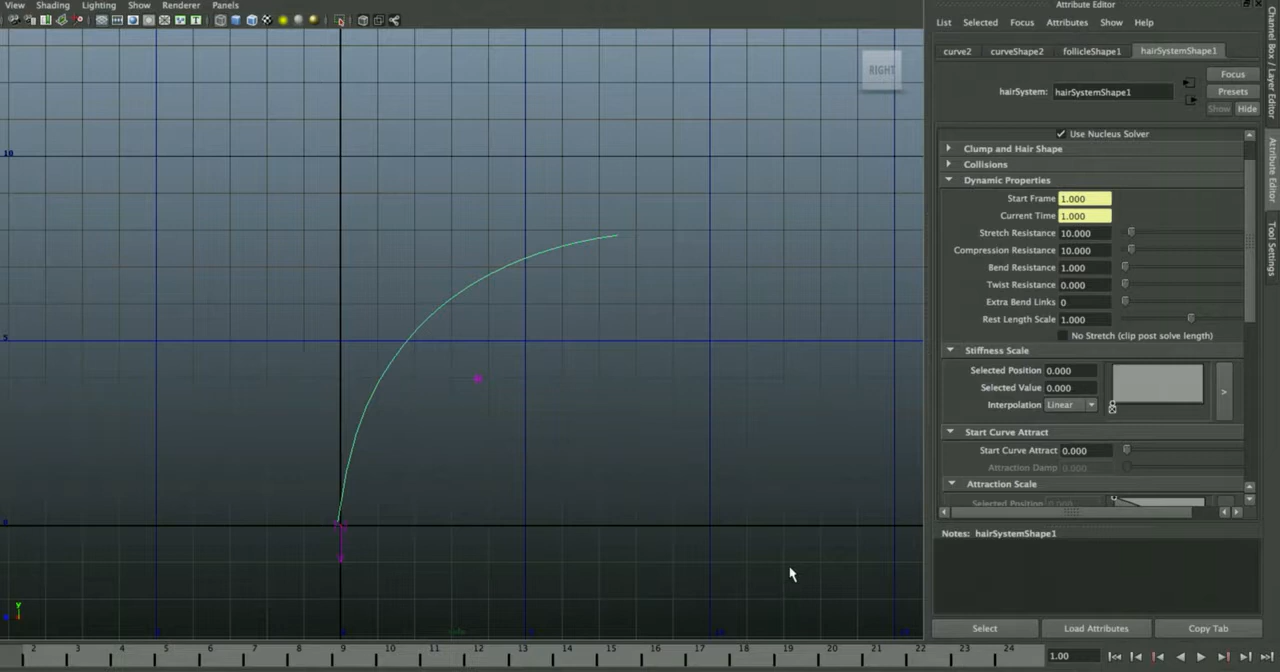 View Shading Lighting Show Renderer Panels
Attribute Editor
List Selected Focus Attributes Show Help
curve2 curveShape2 follicleShape1 hairSystemShape1
Focus
hairSystem: hairSystemShape1
Presets
Show Hide
Use Nucleus Solver
Clump and Hair Shape
Collisions
Dynamic Properties
Start Frame 1.000
Current Time 1.000
Stretch Resistance 10.000
Compression Resistance 10.000
Bend Resistance 1.000
Twist Resistance 0.000
Extra Bend Links 0
Rest Length Scale 1.000
No Stretch (clip post solve length)
Stiffness Scale
Selected Position 0.000
Selected Value 0.000
>
Interpolation Linear
Start Curve Attract
Start Curve Attract 0.000
Attraction Damp 0.000
Attraction Scale
Selected Position 0.000
Notes: hairSystemShape1
Select Load Attributes Copy Tab
RIGHT
10
5
y
2 3 4 5 6 7 8 9 10 11 12 13 14 15 16 17 18 19 20 21 22 23 24
1.00
Channel Box / Layer Editor
Attribute Editor
Tool Settings